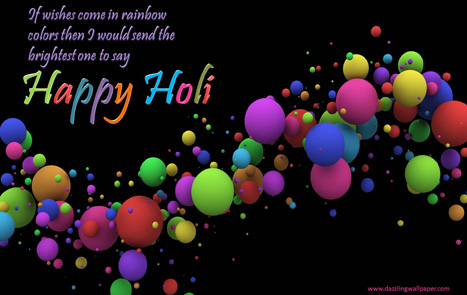 If wishes come in rainbow
colors then I would send the
brightest one to say
Happy Holi
www.dazzlingwallpaper.com